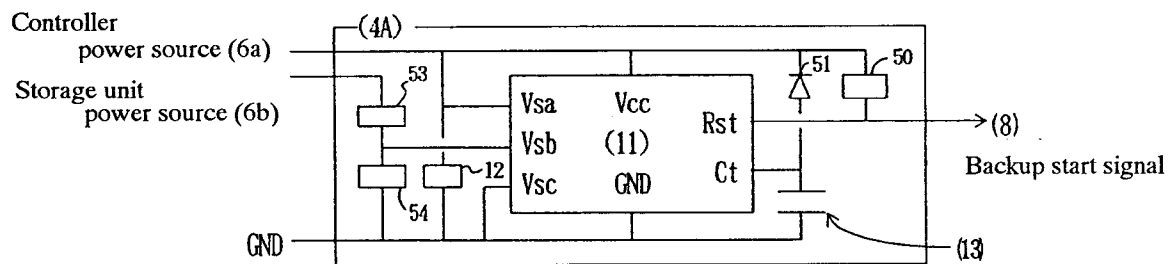 Controller
power source (6a)
Storage unit
power source (6b)
(4A)
53
54
12
Vsa
Vsb
Vsc
Vcc
(11)
GND
Rst
Ct
51
50
(8)
Backup start signal
(13)
GND